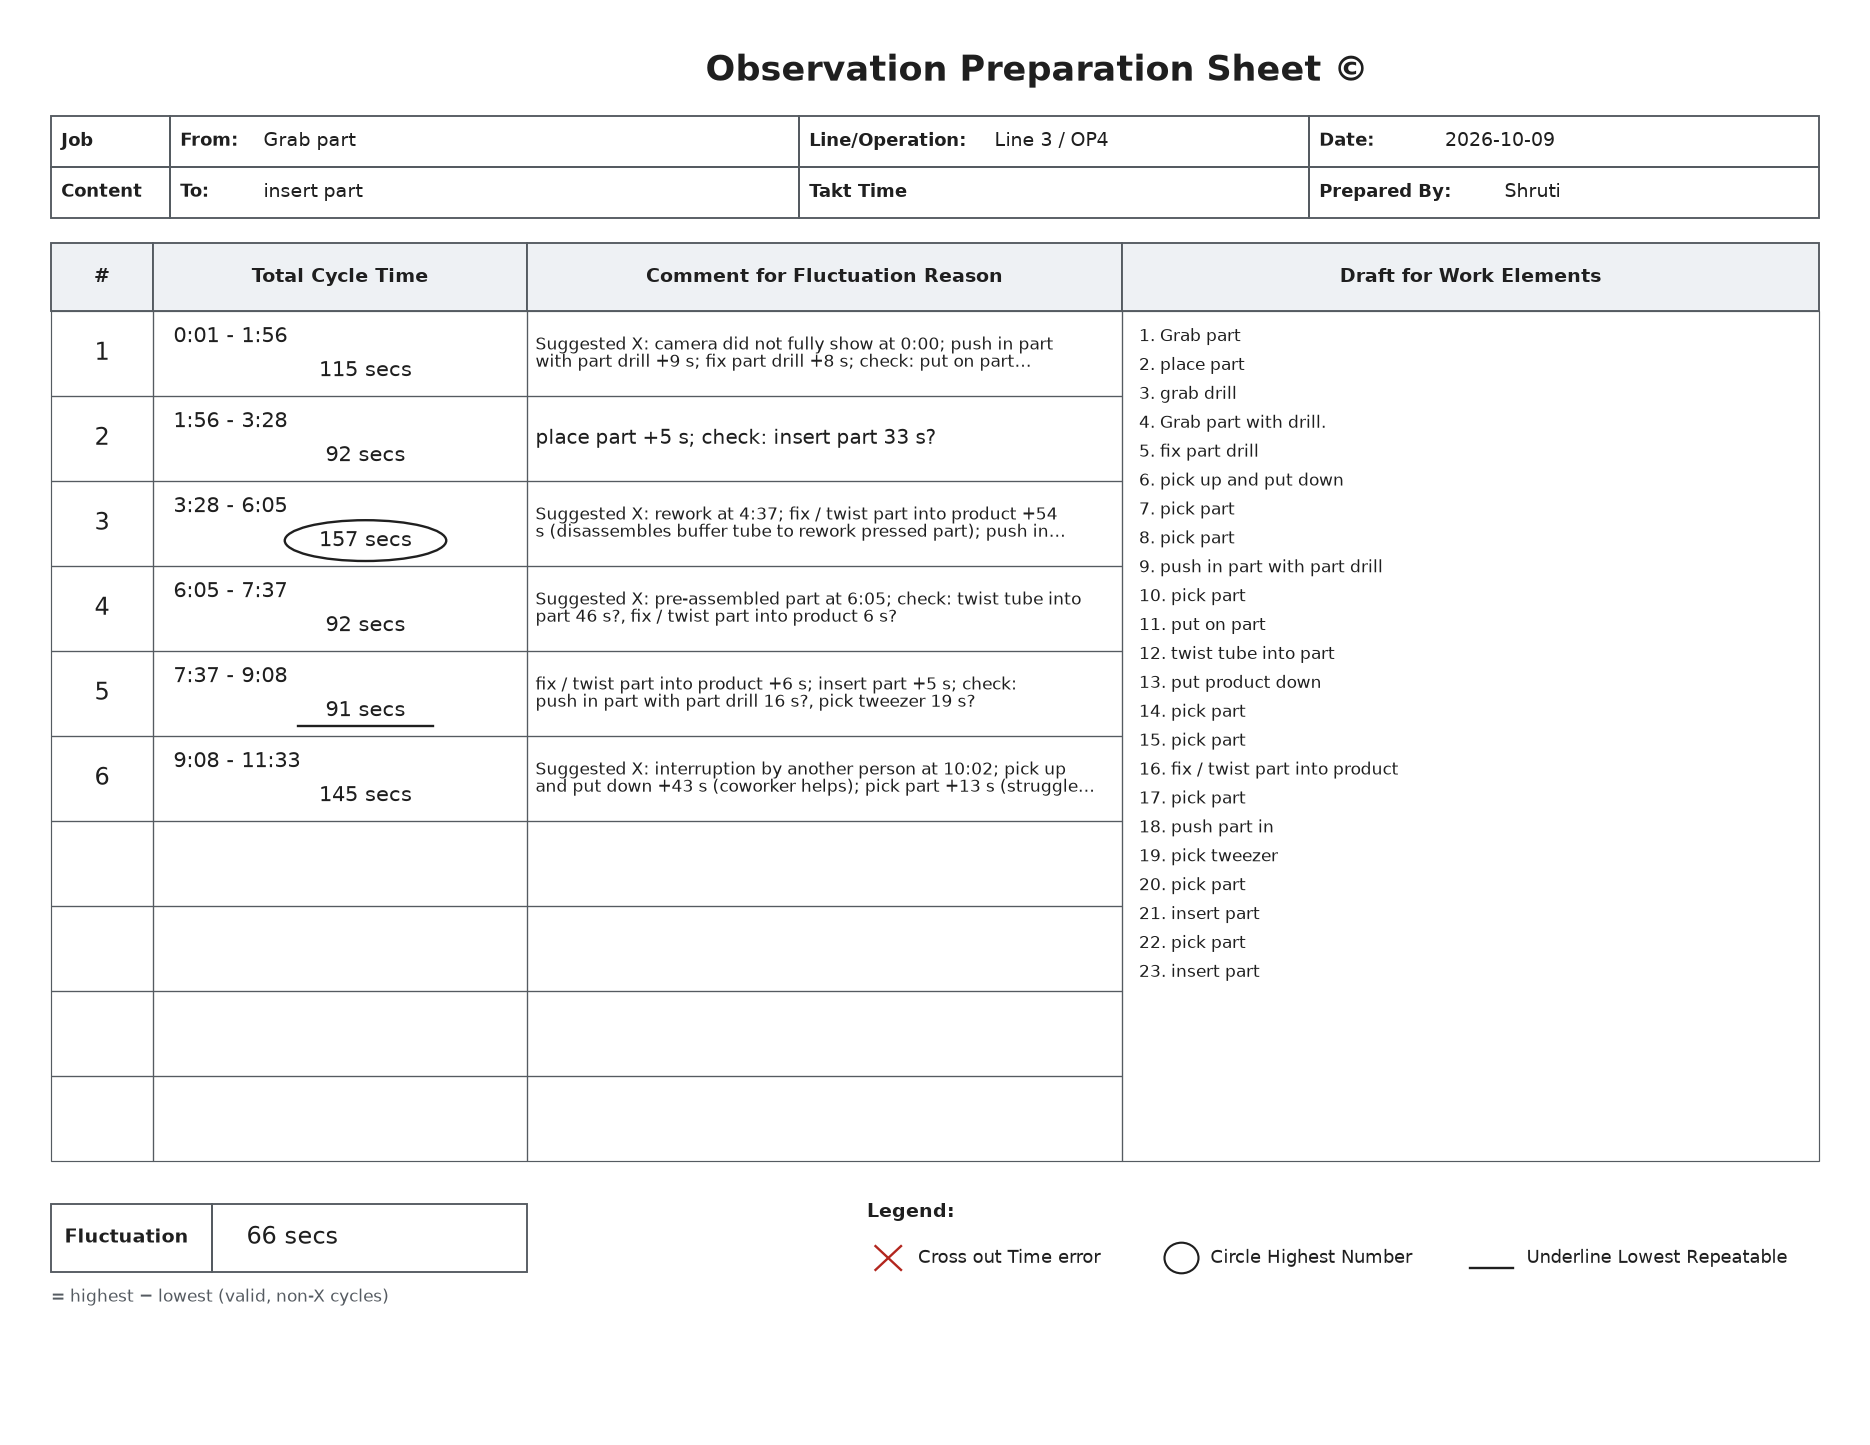 Observation Preparation Sheet ©
Job From: Grab part Line/Operation: Line 3 / OP4 Date: 2026-10-09
Content To: insert part Takt Time Prepared By: Shruti
# Total Cycle Time Comment for Fluctuation Reason Draft for Work Elements
1
0:01 - 1:56
115 secs
Suggested X: camera did not fully show at 0:00; push in part
with part drill +9 s; fix part drill +8 s; check: put on part…
2
1:56 - 3:28
92 secs
place part +5 s; check: insert part 33 s?
3
3:28 - 6:05
157 secs
Suggested X: rework at 4:37; fix / twist part into product +54
s (disassembles buffer tube to rework pressed part); push in…
4
6:05 - 7:37
92 secs
Suggested X: pre-assembled part at 6:05; check: twist tube into
part 46 s?, fix / twist part into product 6 s?
5
7:37 - 9:08
91 secs
fix / twist part into product +6 s; insert part +5 s; check:
push in part with part drill 16 s?, pick tweezer 19 s?
6
9:08 - 11:33
145 secs
Suggested X: interruption by another person at 10:02; pick up
and put down +43 s (coworker helps); pick part +13 s (struggle…
1. Grab part
2. place part
3. grab drill
4. Grab part with drill.
5. fix part drill
6. pick up and put down
7. pick part
8. pick part
9. push in part with part drill
10. pick part
11. put on part
12. twist tube into part
13. put product down
14. pick part
15. pick part
16. fix / twist part into product
17. pick part
18. push part in
19. pick tweezer
20. pick part
21. insert part
22. pick part
23. insert part
Fluctuation 66 secs
= highest − lowest (valid, non-X cycles)
Legend:
Cross out Time error Circle Highest Number Underline Lowest Repeatable